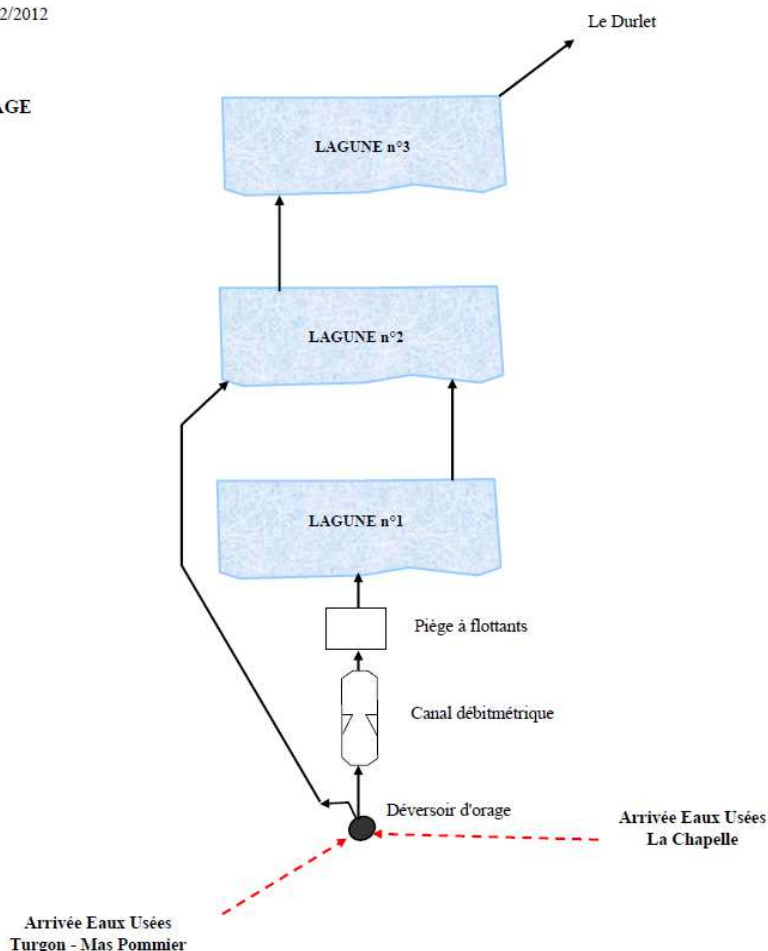 2/2012
Le Durlet
AGE
LAGUNE n°3
LAGUNE n°2
LAGUNE n°1
Piège à flottants
Canal débitmétrique
Déversoir d'orage
Arrivée Eaux Usées
La Chapelle
Arrivée Eaux Usées
Turgon - Mas Pommier